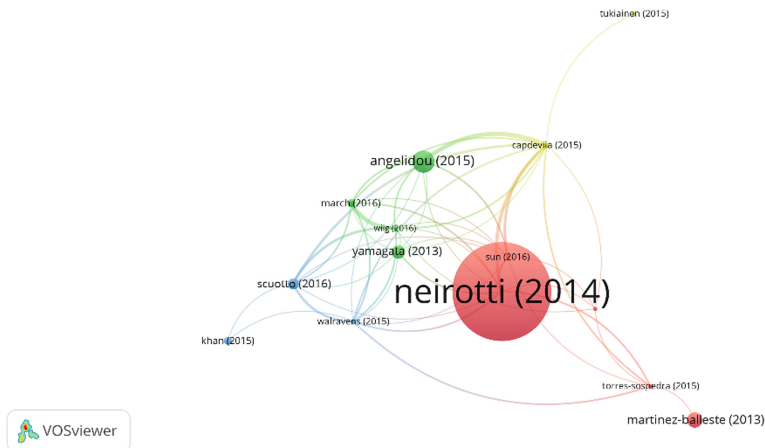 tukiainen (2015)
capdevila (2015)
angelidou (2015)
march (2016)
wiig (2016)
yamagata (2013)
sun (2016)
scuotto (2016)
neirotti (2014)
walravens (2015)
khan (2015)
torres-sospedra (2015)
martinez-balleste (2013)
VOSviewer